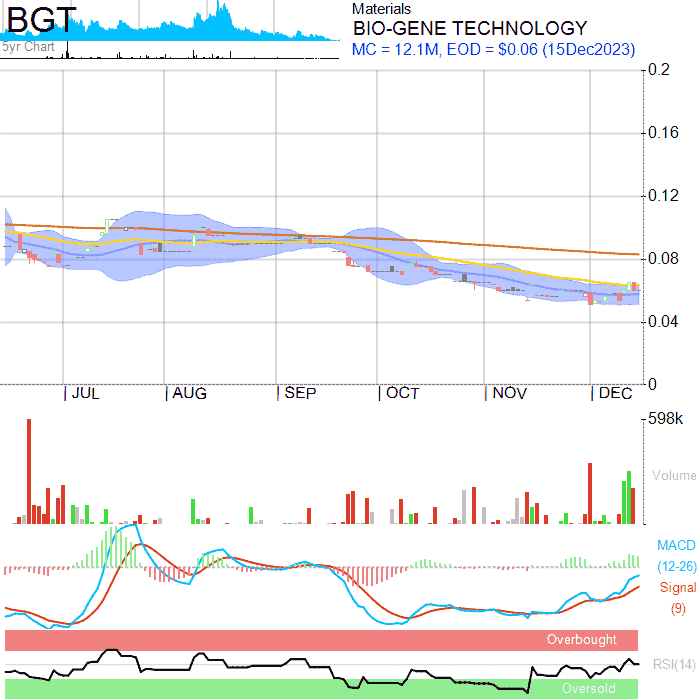 BGT
5yr Chart
Materials
BIO-GENE TECHNOLOGY
MC = 12.1M, EOD = $0.06 (15Dec2023)
0.2
0.16
0.12
0.08
0.04
0
JUL
AUG
SEP
OCT
NOV
DEC
598k
Volume
MACD
(12-26)
Signal
(9)
Overbought
RSI(14)
Oversold